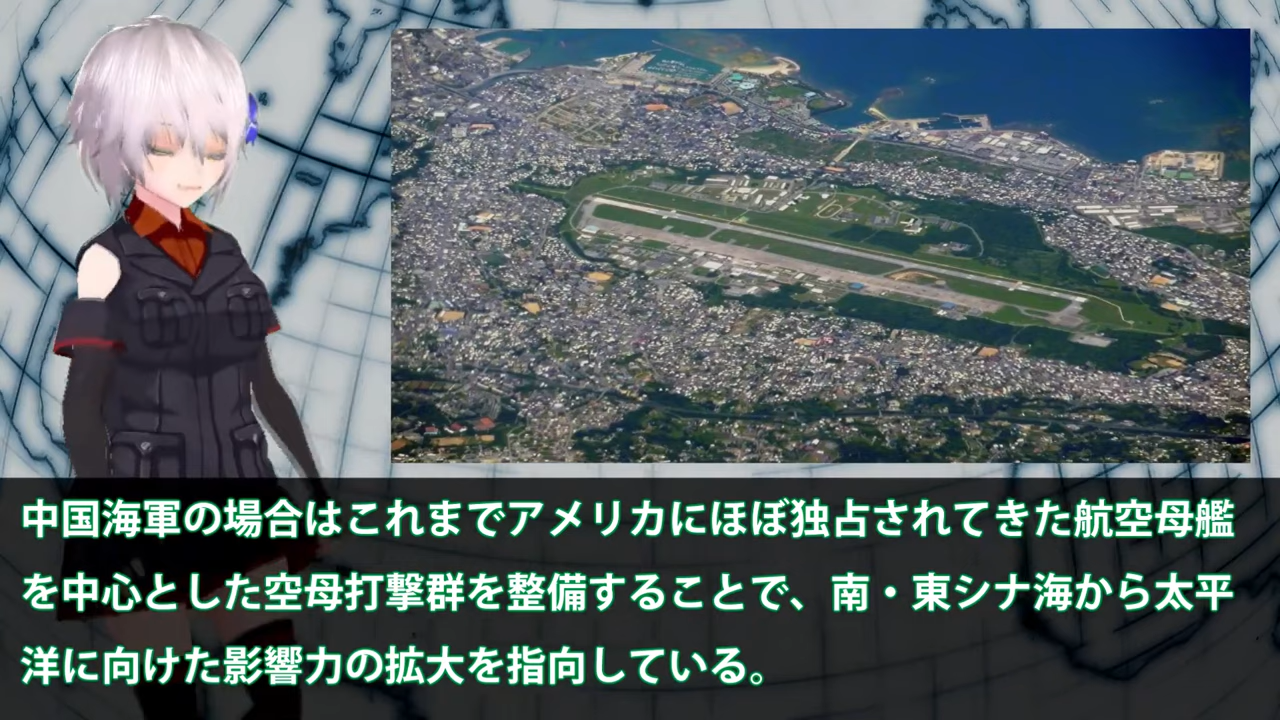 中国海軍の場合はこれまでアメリカにほぼ独占されてきた航空母艦
を中心とした空母打撃群を整備することで、南・東シナ海から太平
洋に向けた影響力の拡大を指向している。